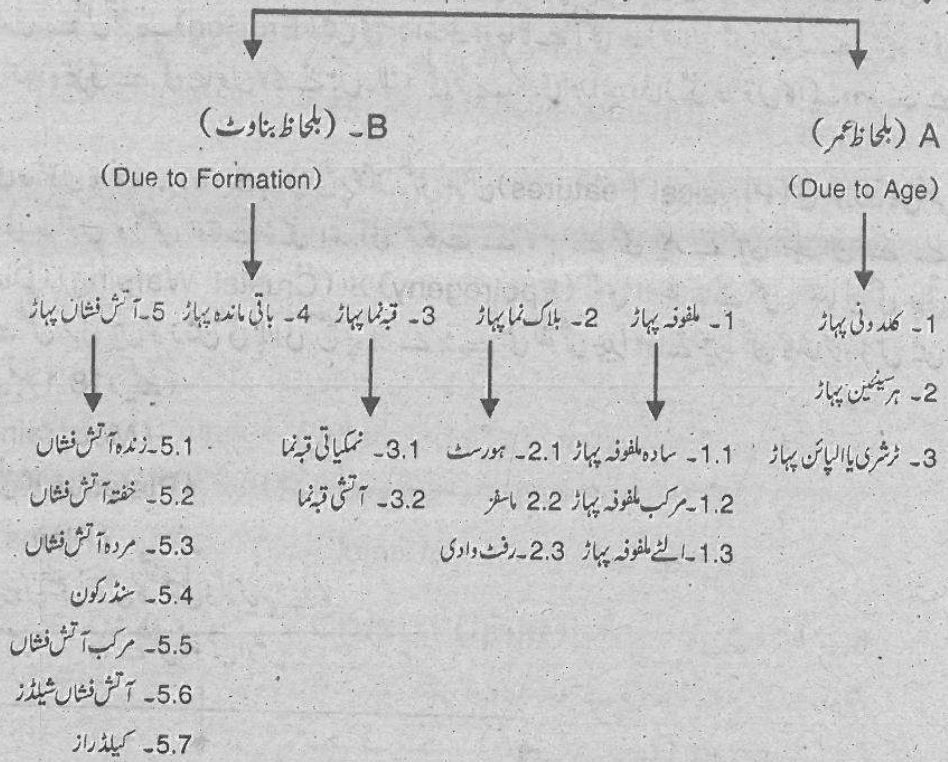 A (بلحاظ عمر) B۔ (بلحاظ بناوٹ)
(Due to Age) (Due to Formation)
1۔ کلدونی پہاڑ 1۔ ملفوفہ پہاڑ 2۔ بلاک نما پہاڑ 3۔ قبہ نما پہاڑ 4۔ باقی ماندہ پہاڑ 5۔ آتش فشاں پہاڑ
2۔ ہرسینین پہاڑ
3۔ ٹرشری یا الپائن پہاڑ 1.1۔ سادہ ملفوفہ پہاڑ 2.1۔ ہورسٹ 3.1۔ نمکیاتی قبہ نما 5.1۔ زندہ آتش فشاں
1.2۔ مرکب ملفوفہ پہاڑ 2.2 ماسفز 3.2۔ آتشی قبہ نما 5.2۔ خفتہ آتش فشاں
1.3۔ الٹے ملفوفہ پہاڑ 2.3۔ رفٹ وادی 5.3۔ مردہ آتش فشاں
5.4۔ سنڈر کون
5.5۔ مرکب آتش فشاں
5.6۔ آتش فشاں شیلڈز
5.7۔ کیلڈراز